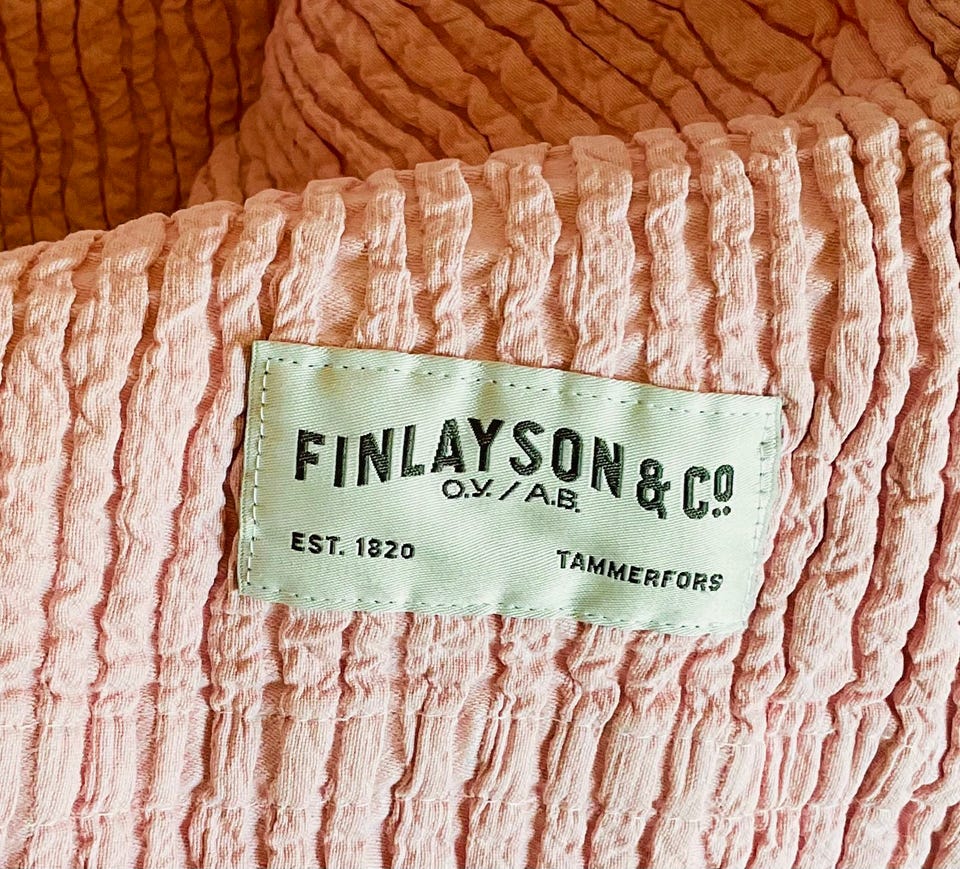 FINLAYSON & Co.
O.Y. / A.B.
EST. 1820 TAMMERFORS